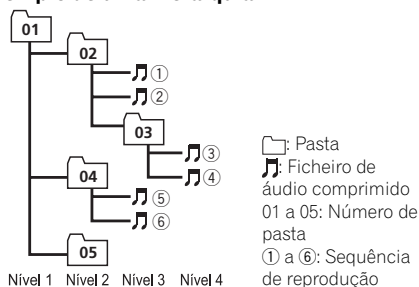 01
02
①
②
03
③
④
04
⑤
⑥
05
Nível 1 Nível 2 Nível 3 Nível 4
: Pasta
: Ficheiro de
áudio comprimido
01 a 05: Número de
pasta
① a ⑥: Sequência
de reprodução